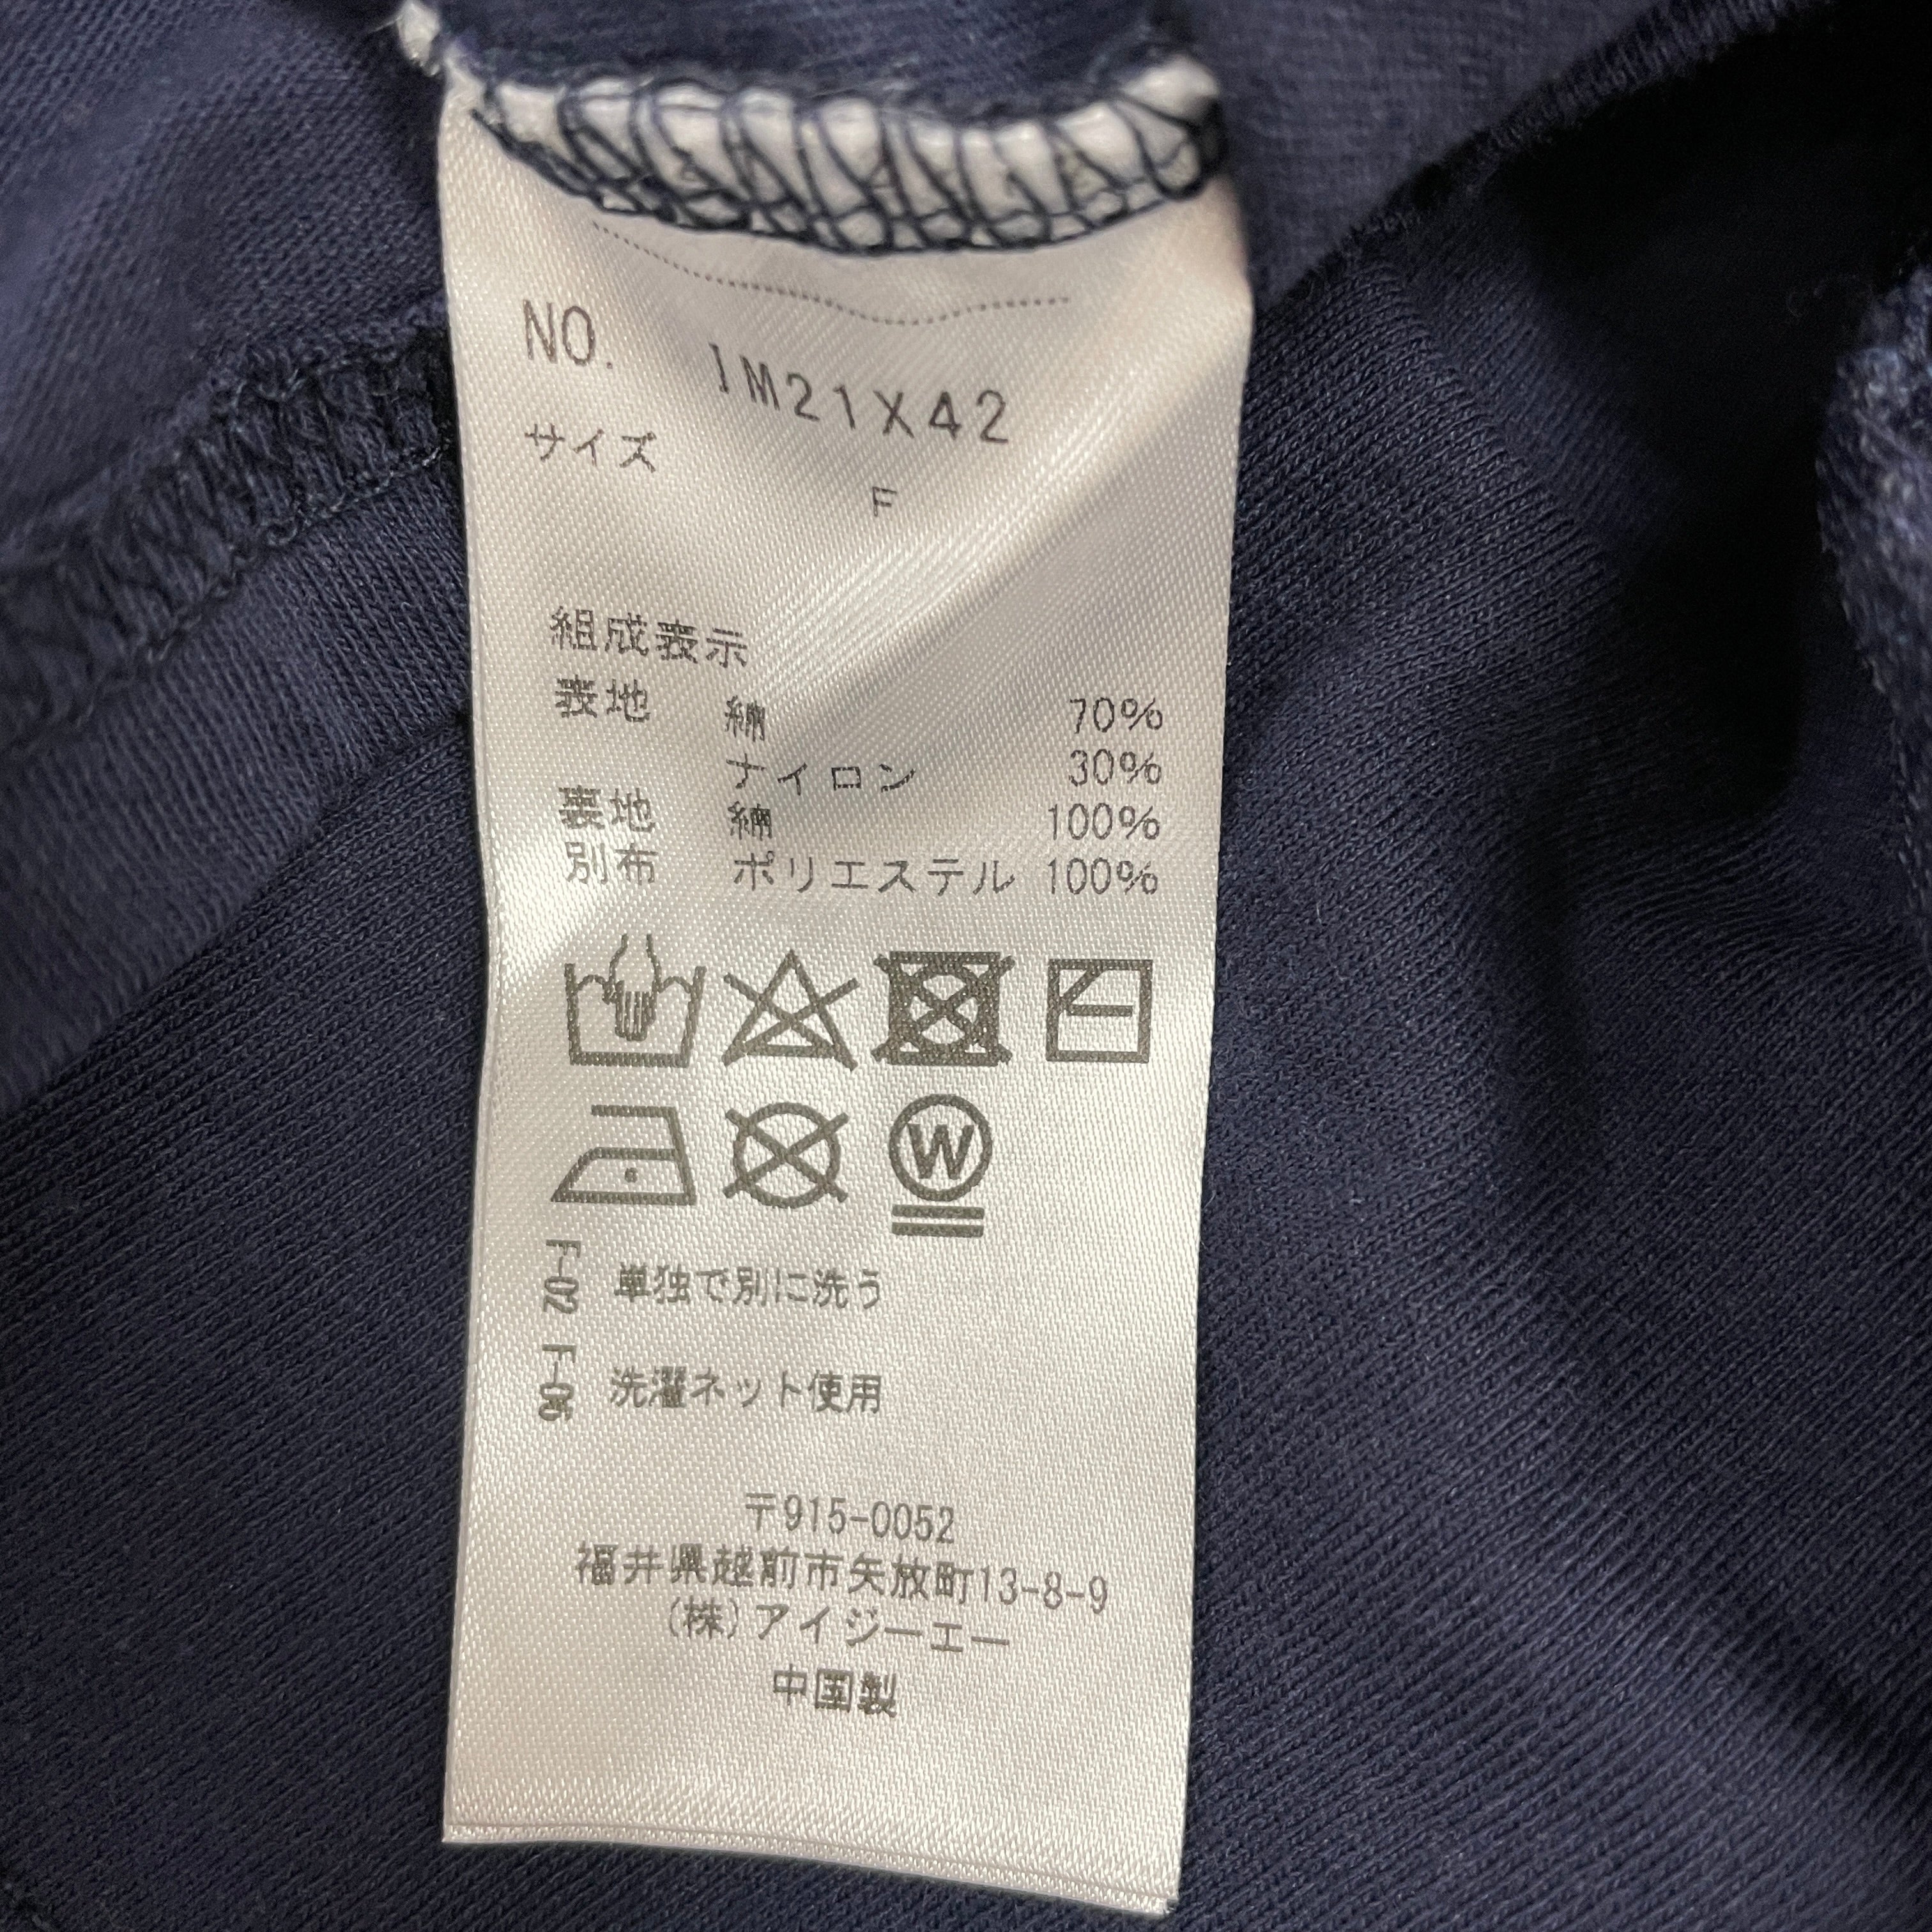 NO. IM21X42
サイズ
F
組成表示
表地 綿 70%
ナイロン 30%
裏地 綿 100%
別布 ポリエステル 100%
W
F-02 単独で別に洗う
F-06 洗濯ネット使用
〒915-0052
福井県越前市矢放町13-8-9
(株)アイジーエー
中国製